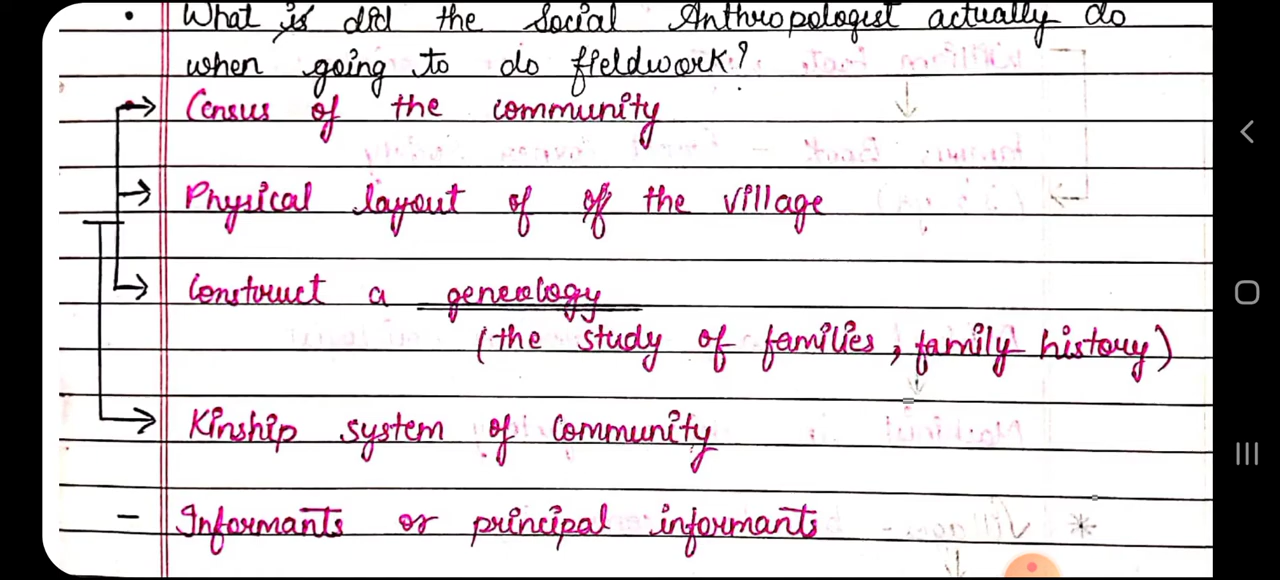 • What is did the Social Anthropologist actually do
when going to do fieldwork?
→ Census of the community
→ Physical layout of of the village
→ Construct a genealogy
(the study of families, family history)
→ Kinship system of community
– Informants or principal informants